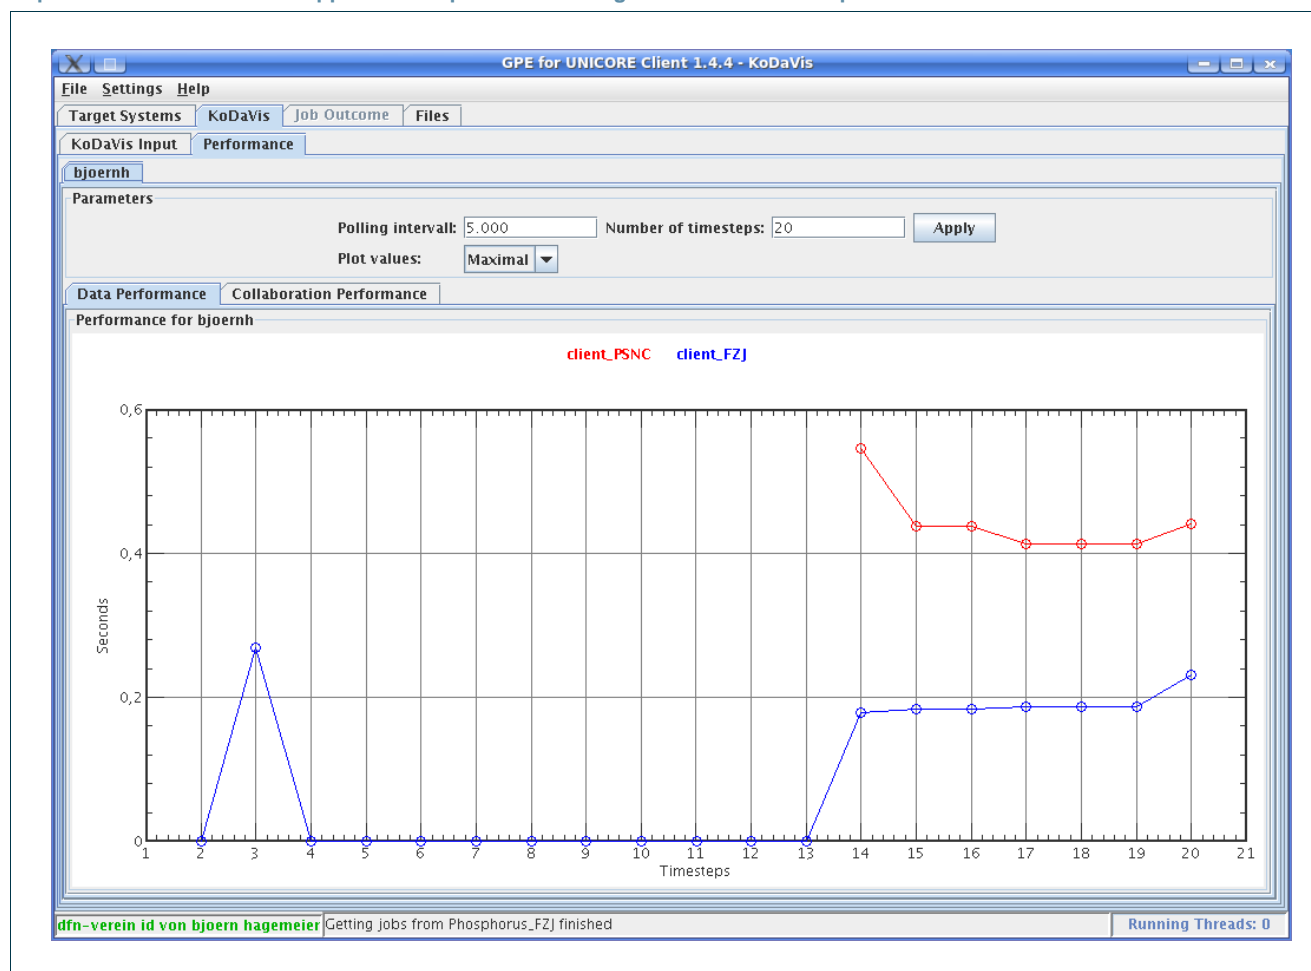 GPE for UNICORE Client 1.4.4 - KoDaVis
File Settings Help
Target Systems KoDaVis Job Outcome Files
KoDaVis Input Performance
bjoernh
Parameters
Polling intervall: 5.000 Number of timesteps: 20 Apply
Plot values: Maximal
Data Performance Collaboration Performance
Performance for bjoernh
client_PSNC client_FZJ
0,6
0,4
Seconds
0,2
0
1 2 3 4 5 6 7 8 9 10 11 12 13 14 15 16 17 18 19 20 21
Timesteps
dfn-verein id von bjoern hagemeier Getting jobs from Phosphorus_FZJ finished Running Threads: 0